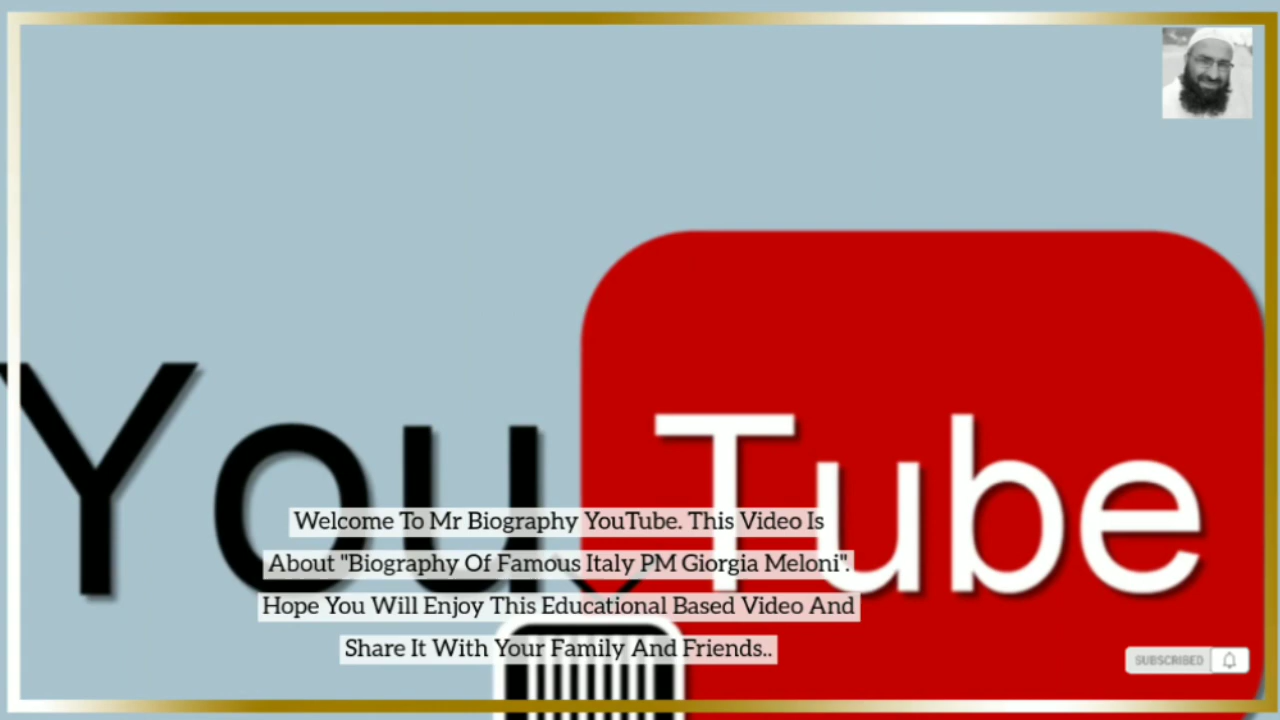 YouTube
Welcome To Mr Biography YouTube. This Video Is
About "Biography Of Famous Italy PM Giorgia Meloni".
Hope You Will Enjoy This Educational Based Video And
Share It With Your Family And Friends..
SUBSCRIBED